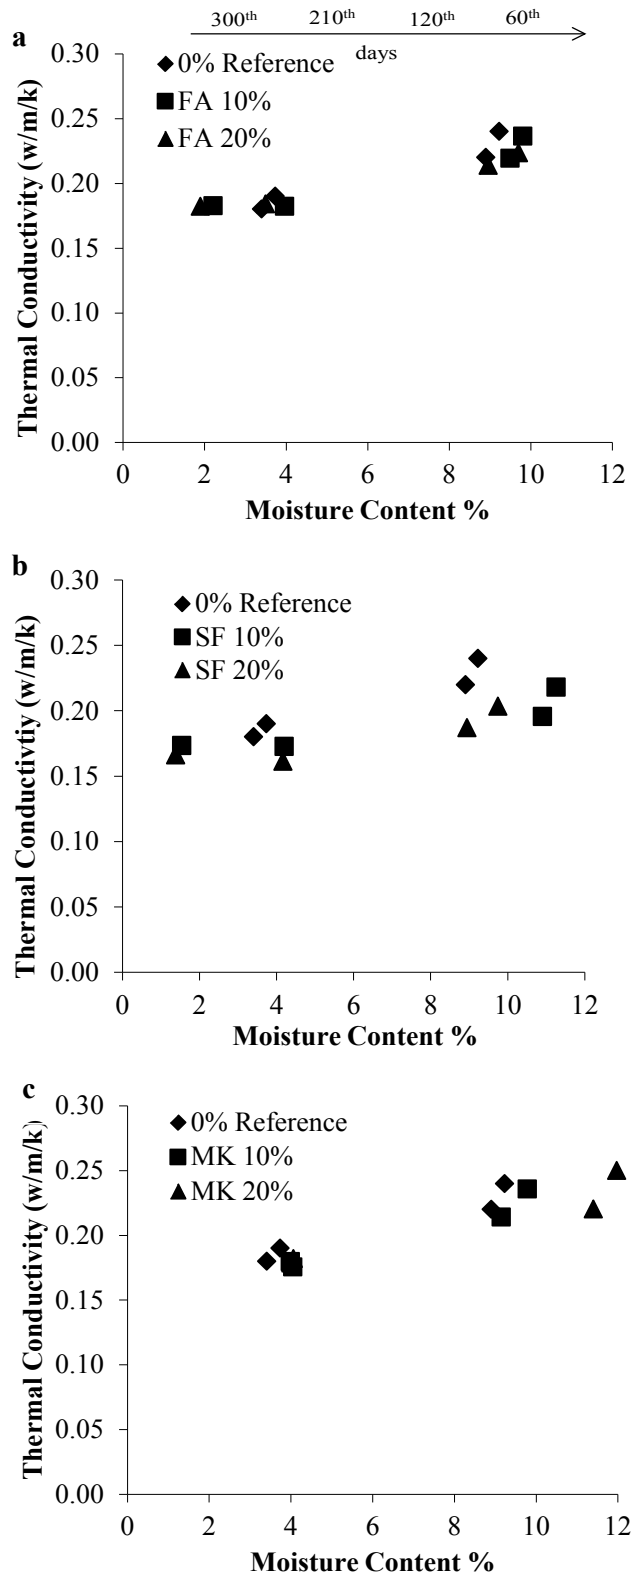 300th 210th 120th 60th
days
a
0.30
0.25
0.20
0.15
0.10
0.05
0.00
Thermal Conductivity (w/m/k)
0% Reference
FA 10%
FA 20%
0 2 4 6 8 10 12
Moisture Content %
b
0.30
0.25
0.20
0.15
0.10
0.05
0.00
Thermal Conductivtiy (w/m/k)
0% Reference
SF 10%
SF 20%
0 2 4 6 8 10 12
Moisture Content %
c
0.30
0.25
0.20
0.15
0.10
0.05
0.00
Thermal Conductivity (w/m/k)
0% Reference
MK 10%
MK 20%
0 2 4 6 8 10 12
Moisture Content %